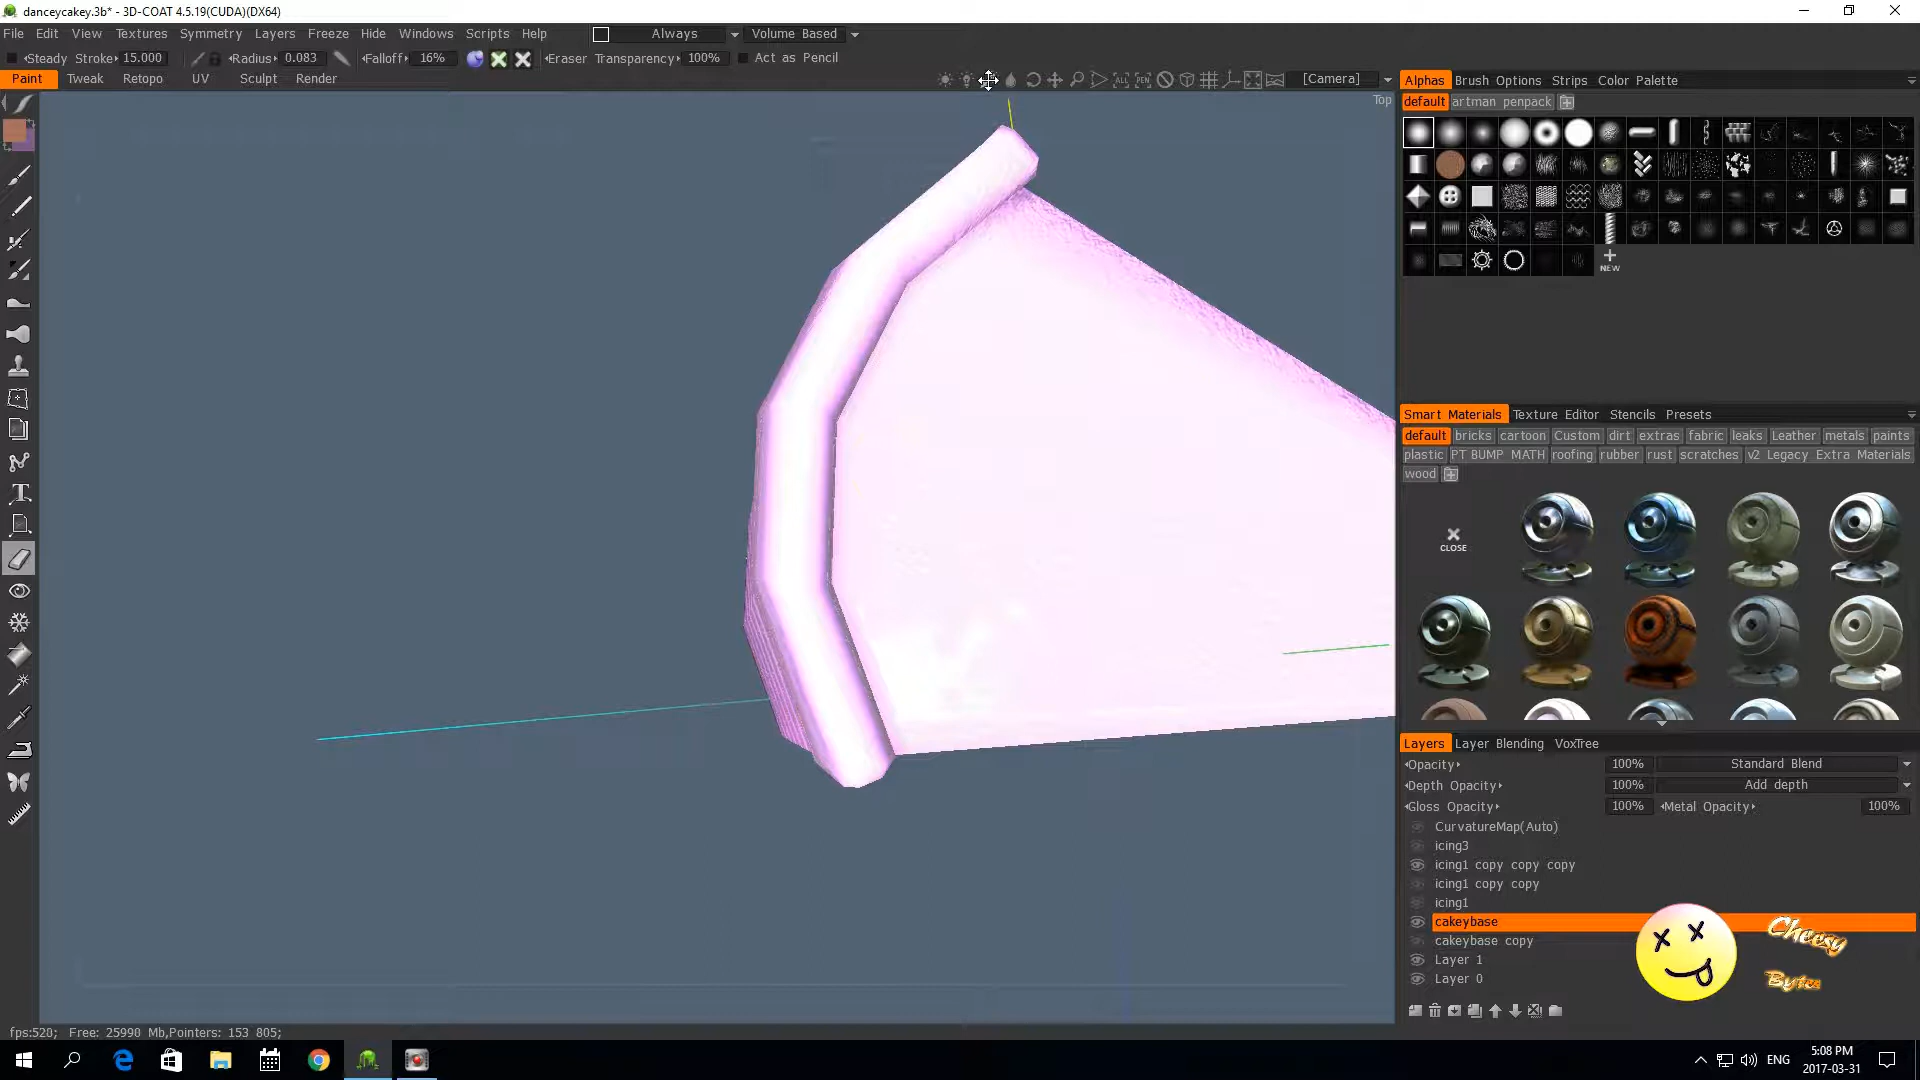 danceycakey.3b* - 3D-COAT 4.5.19(CUDA)(DX64)
File Edit View Textures Symmetry Layers Freeze Hide Windows Scripts Help Always Volume Based
Steady Stroke 15.000 Radius 0.083 Falloff 16% Eraser Transparency 100% Act as Pencil
Paint Tweak Retopo UV Sculpt Render ALL PEN [Camera] Alphas Brush Options Strips Color Palette
Top
default artman penpack
NEW
Smart Materials Texture Editor Stencils Presets
default bricks cartoon Custom dirt extras fabric leaks Leather metals paints
plastic PT BUMP MATH roofing rubber rust scratches v2 Legacy Extra Materials
wood
CLOSE
Layers Layer Blending VoxTree
Opacity 100% Standard Blend
Depth Opacity 100% Add depth
Gloss Opacity 100% Metal Opacity 100%
CurvatureMap(Auto)
icing3
icing1 copy copy copy
icing1 copy copy
icing1
cakeybase
cakeybase copy
Layer 1
Layer 0
Cheesy
Bytes
fps:520; Free: 25990 Mb,Pointers: 153 805;
ENG
5:08 PM
2017-03-31